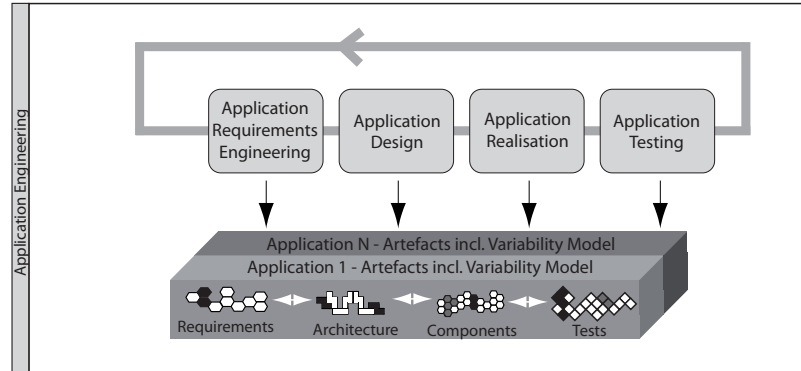 Application Engineering
Application
Requirements
Engineering
Application
Design
Application
Realisation
Application
Testing
Application N - Artefacts incl. Variability Model
Application 1 - Artefacts incl. Variability Model
Requirements
Architecture
Components
Tests